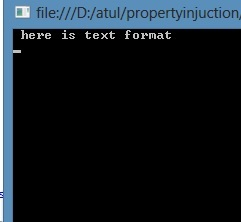 file:///D:/atul/propertyinjuction/
here is text format